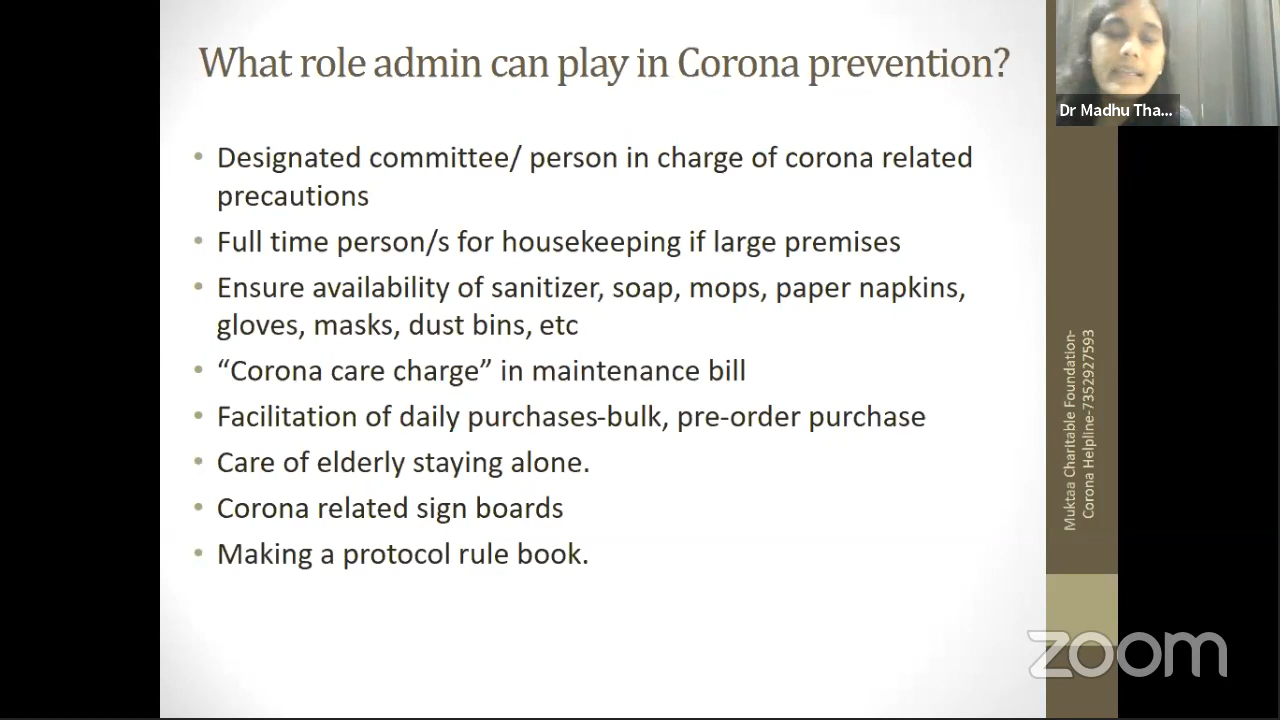 What role admin can play in Corona prevention?
Dr Madhu Tha...
• Designated committee/ person in charge of corona related
precautions
• Full time person/s for housekeeping if large premises
• Ensure availability of sanitizer, soap, mops, paper napkins,
gloves, masks, dust bins, etc
• “Corona care charge” in maintenance bill
• Facilitation of daily purchases-bulk, pre-order purchase
• Care of elderly staying alone.
• Corona related sign boards
• Making a protocol rule book.
Muktaa Charitable Foundation-
Corona Helpline-7352927593
zoom